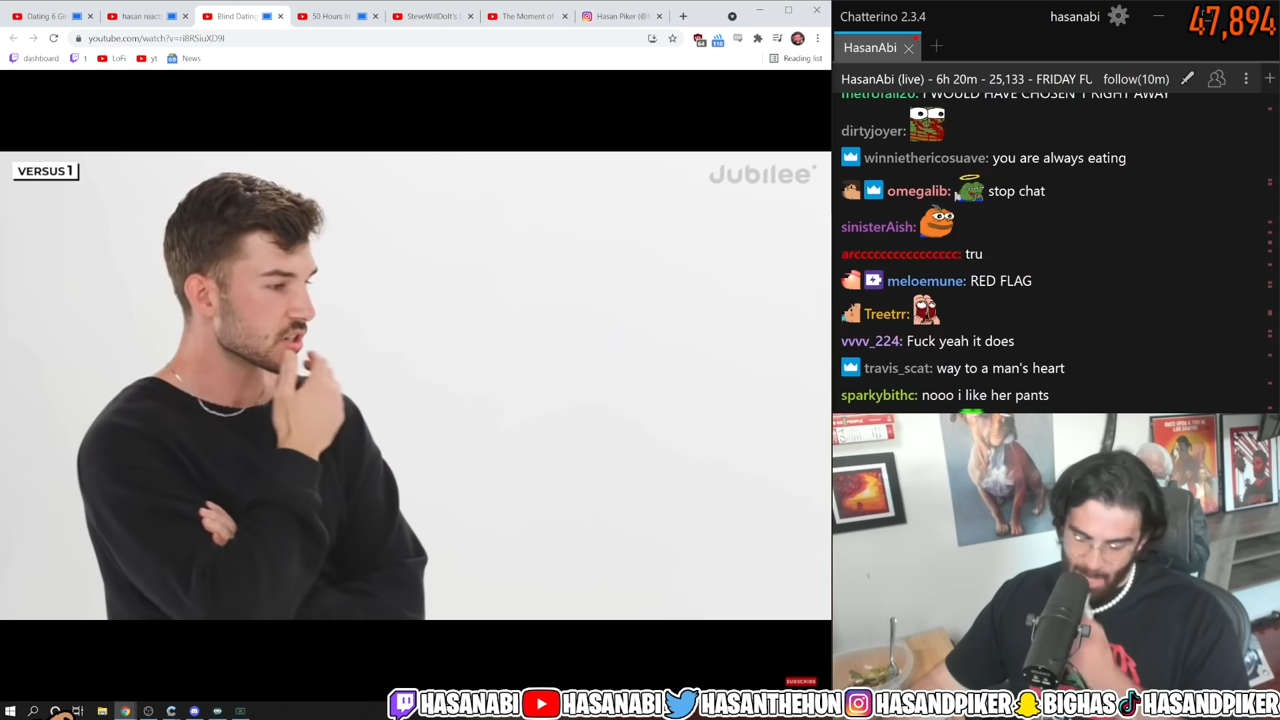 Dating 6 Gi
hasan react
Blind Dating
50 Hours In
SteveWillDoIt's
The Moment of
Hasan Piker (@h
youtube.com/watch?v=ri8RSiuXD9I
dashboard
t
LoFi
yt
News
Reading list
VERSUS 1
Jubilee
SUBSCRIBE
Chatterino 2.3.4
hasanabi
47,894
HasanAbi
HasanAbi (live) - 6h 20m - 25,133 - FRIDAY FU
follow(10m)
metrofall20: I WOULD HAVE CHOSEN 1 RIGHT AWAY
dirtyjoyer:
winniethericosuave: you are always eating
omegalib: stop chat
sinisterAish:
arcccccccccccccccc: tru
meloemune: RED FLAG
Treetrr:
vvvv_224: Fuck yeah it does
travis_scat: way to a man's heart
sparkybithc: nooo i like her pants
HASANABI
HASANABI
HASANTHEHUN
HASANDPIKER
BIGHAS
HASANDPIKER